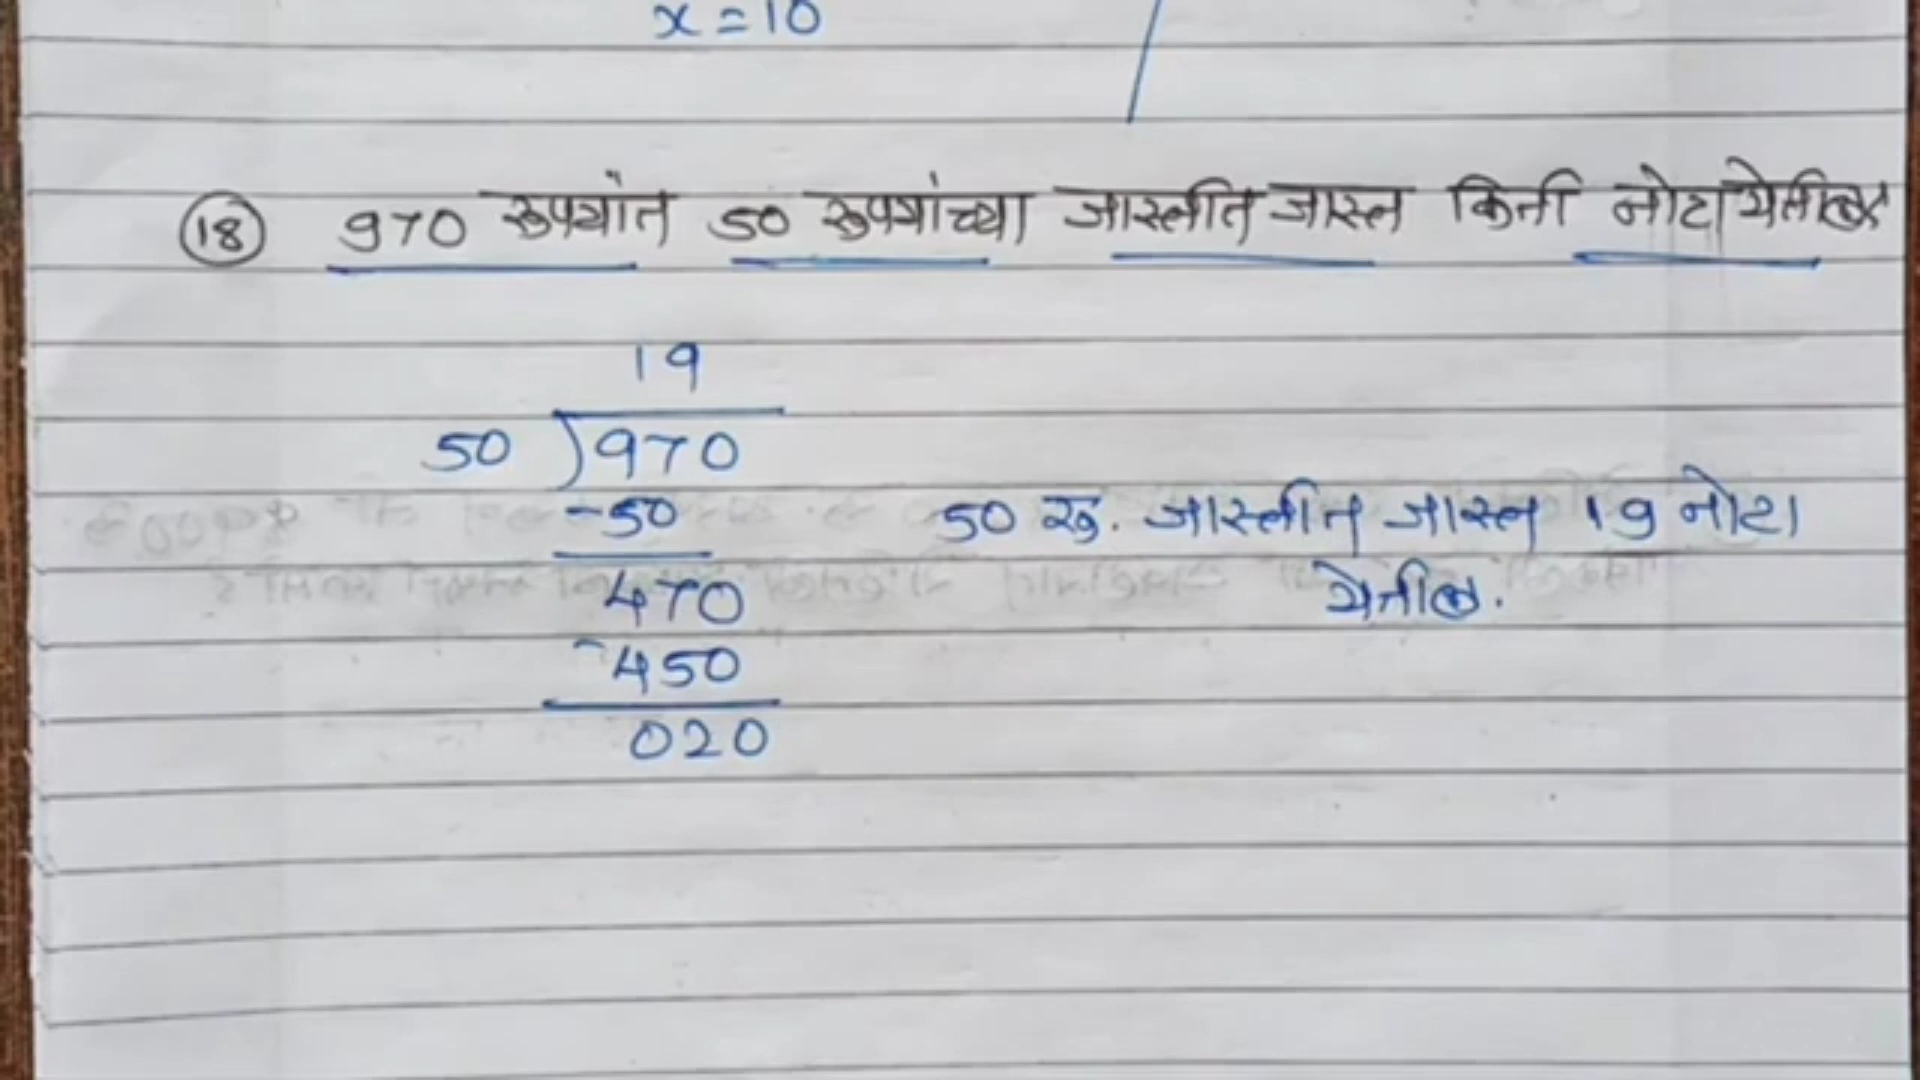 x = 10
18 970 रुपयांत 50 रुपयांच्या जास्तीत जास्त किती नोटा येतील
19
50 ) 970
- 50
470
- 450
020
50 रु. जास्तीत जास्त 19 नोटा
येतील.